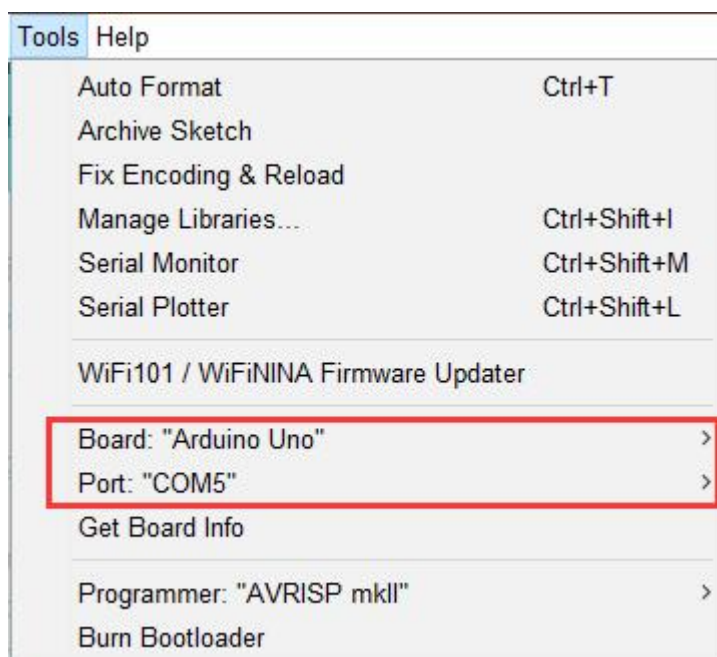 Tools Help
Auto Format Ctrl+T
Archive Sketch
Fix Encoding & Reload
Manage Libraries... Ctrl+Shift+I
Serial Monitor Ctrl+Shift+M
Serial Plotter Ctrl+Shift+L
WiFi101 / WiFiNINA Firmware Updater
Board: "Arduino Uno" >
Port: "COM5" >
Get Board Info
Programmer: "AVRISP mkII" >
Burn Bootloader